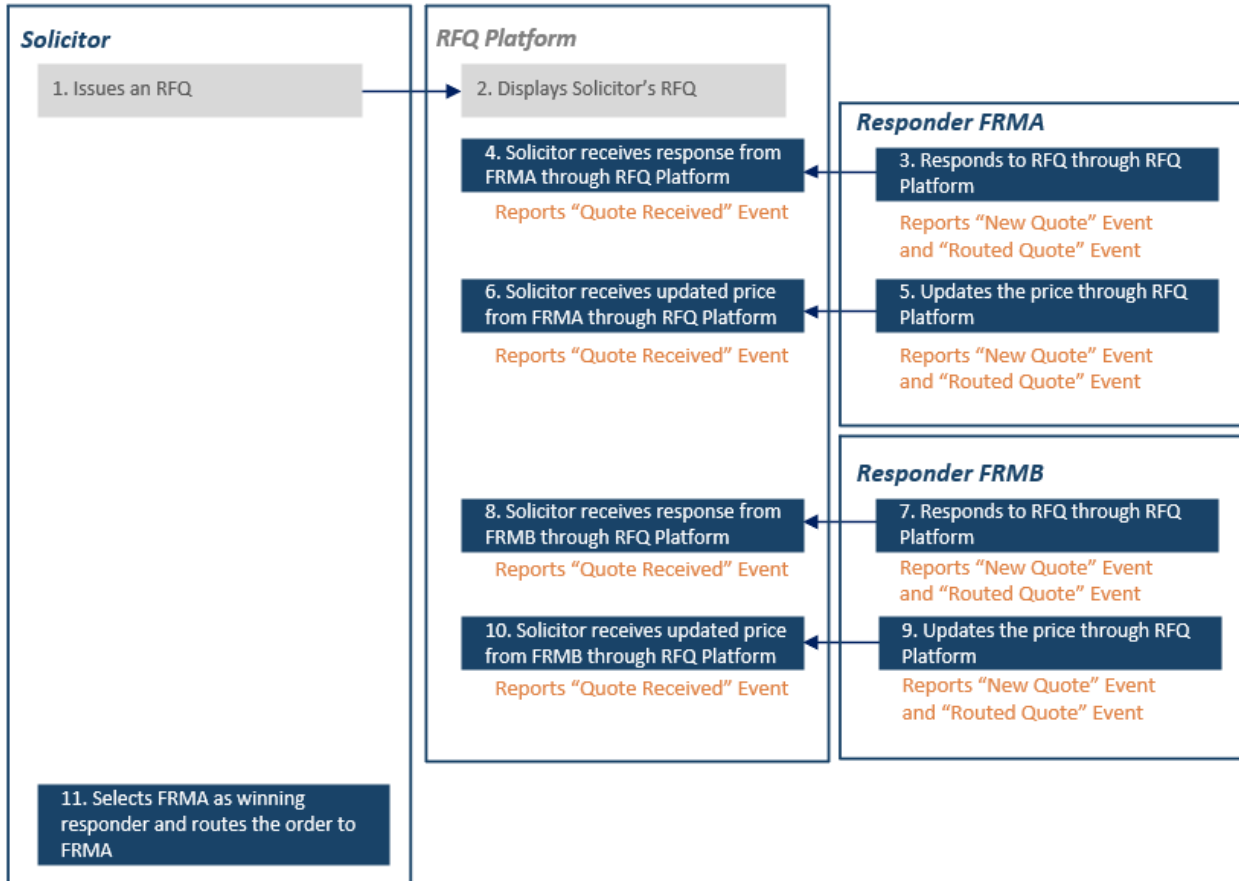 Solicitor
1. Issues an RFQ
RFQ Platform
2. Displays Solicitor's RFQ
Responder FRMA
3. Responds to RFQ through RFQ
Platform
Reports “New Quote” Event
and “Routed Quote” Event
4. Solicitor receives response from
FRMA through RFQ Platform
Reports “Quote Received” Event
5. Updates the price through RFQ
Platform
Reports “New Quote” Event
and “Routed Quote” Event
6. Solicitor receives updated price
from FRMA through RFQ Platform
Reports “Quote Received” Event
Responder FRMB
7. Responds to RFQ through RFQ
Platform
Reports “New Quote” Event
and “Routed Quote” Event
8. Solicitor receives response from
FRMB through RFQ Platform
Reports “Quote Received” Event
9. Updates the price through RFQ
Platform
Reports “New Quote” Event
and “Routed Quote” Event
10. Solicitor receives updated price
from FRMB through RFQ Platform
Reports “Quote Received” Event
11. Selects FRMA as winning
responder and routes the order to
FRMA